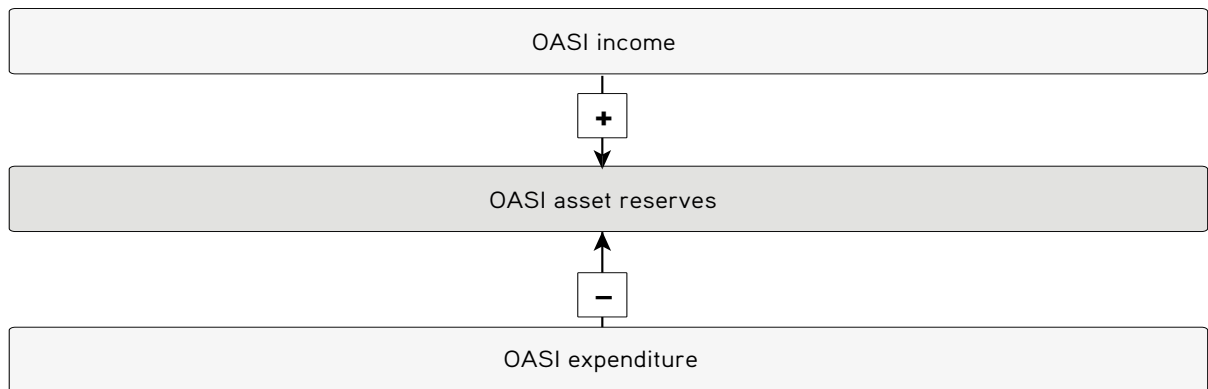 OASI income
+
OASI asset reserves
–
OASI expenditure